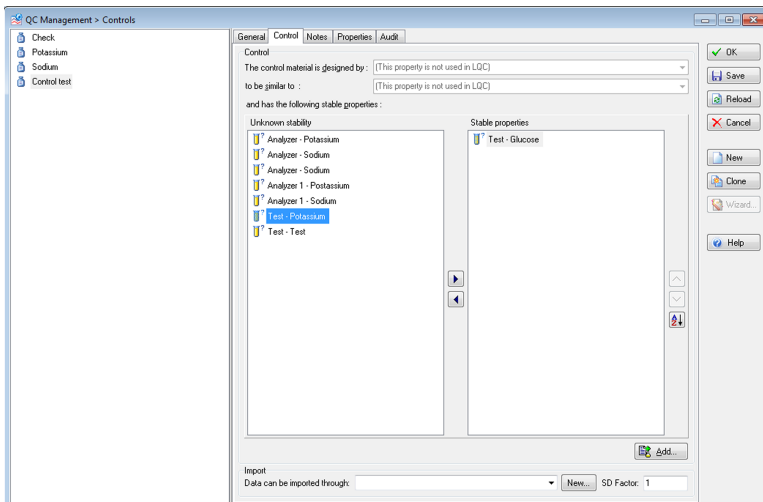 QC Management > Controls
Check
Potassium
Sodium
Control test
General Control Notes Properties Audit
Control
The control material is designed by : (This property is not used in LQC)
to be similar to : (This property is not used in LQC)
and has the following stable properties :
Unknown stability
Analyzer - Potassium
Analyzer - Sodium
Analyzer - Sodium
Analyzer 1 - Postassium
Analyzer 1 - Sodium
Test - Potassium
Test - Test
Stable properties
Test - Glucose
Add...
Import
Data can be imported through: New... SD Factor: 1
OK
Save
Reload
Cancel
New
Clone
Wizard...
Help